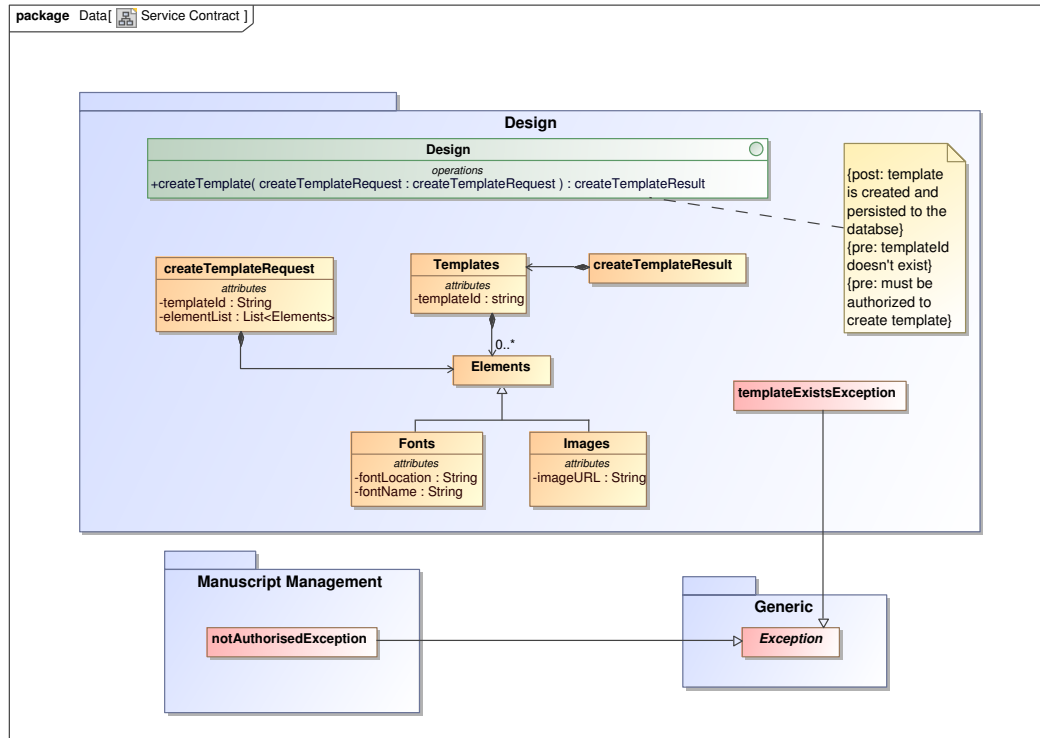 package Data[ Service Contract ]
Design
Design
operations
+createTemplate( createTemplateRequest : createTemplateRequest ) : createTemplateResult
{post: template
is created and
persisted to the
databse}
{pre: templateId
doesn't exist}
{pre: must be
authorized to
create template}
createTemplateRequest
attributes
-templateId : String
-elementList : List<Elements>
Templates
attributes
-templateId : string
createTemplateResult
0..*
Elements
templateExistsException
Fonts
attributes
-fontLocation : String
-fontName : String
Images
attributes
-imageURL : String
Manuscript Management
notAuthorisedException
Generic
Exception